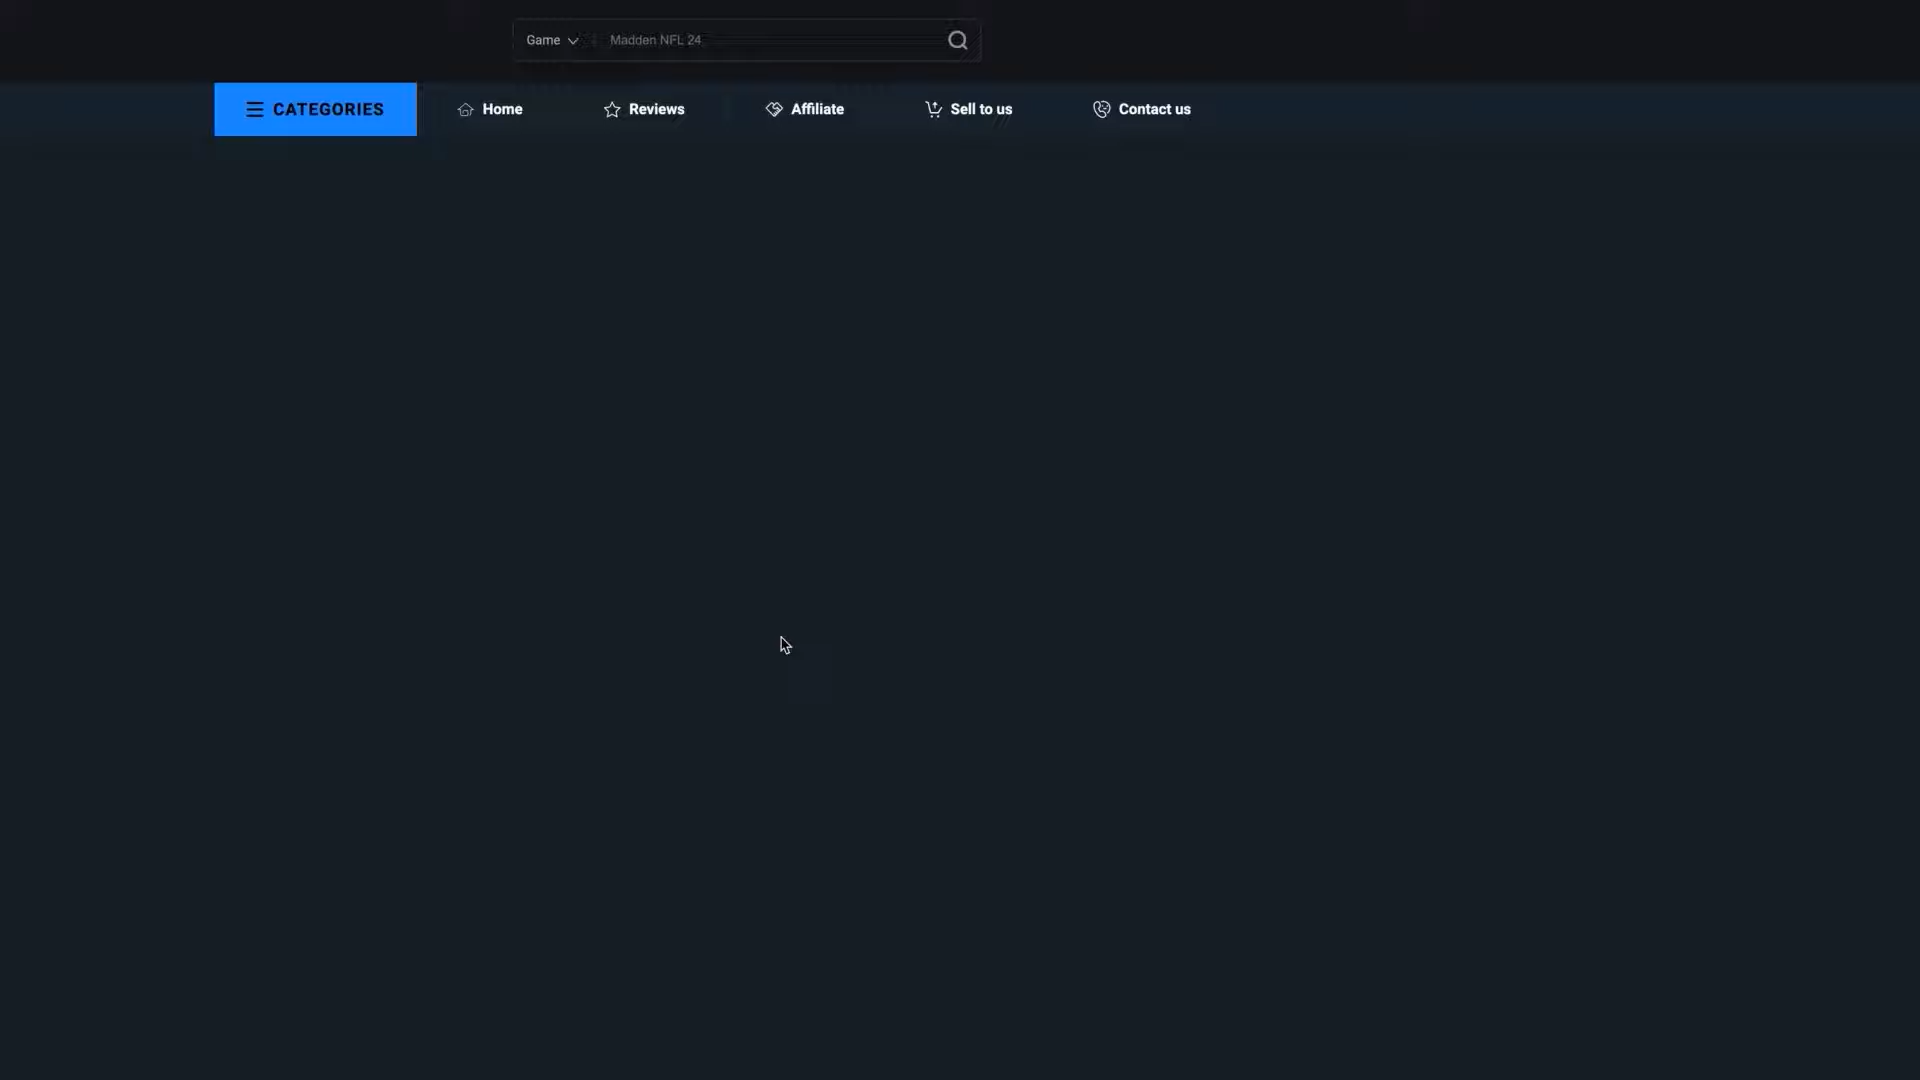 Game Madden NFL 24
CATEGORIES Home Reviews Affiliate Sell to us Contact us